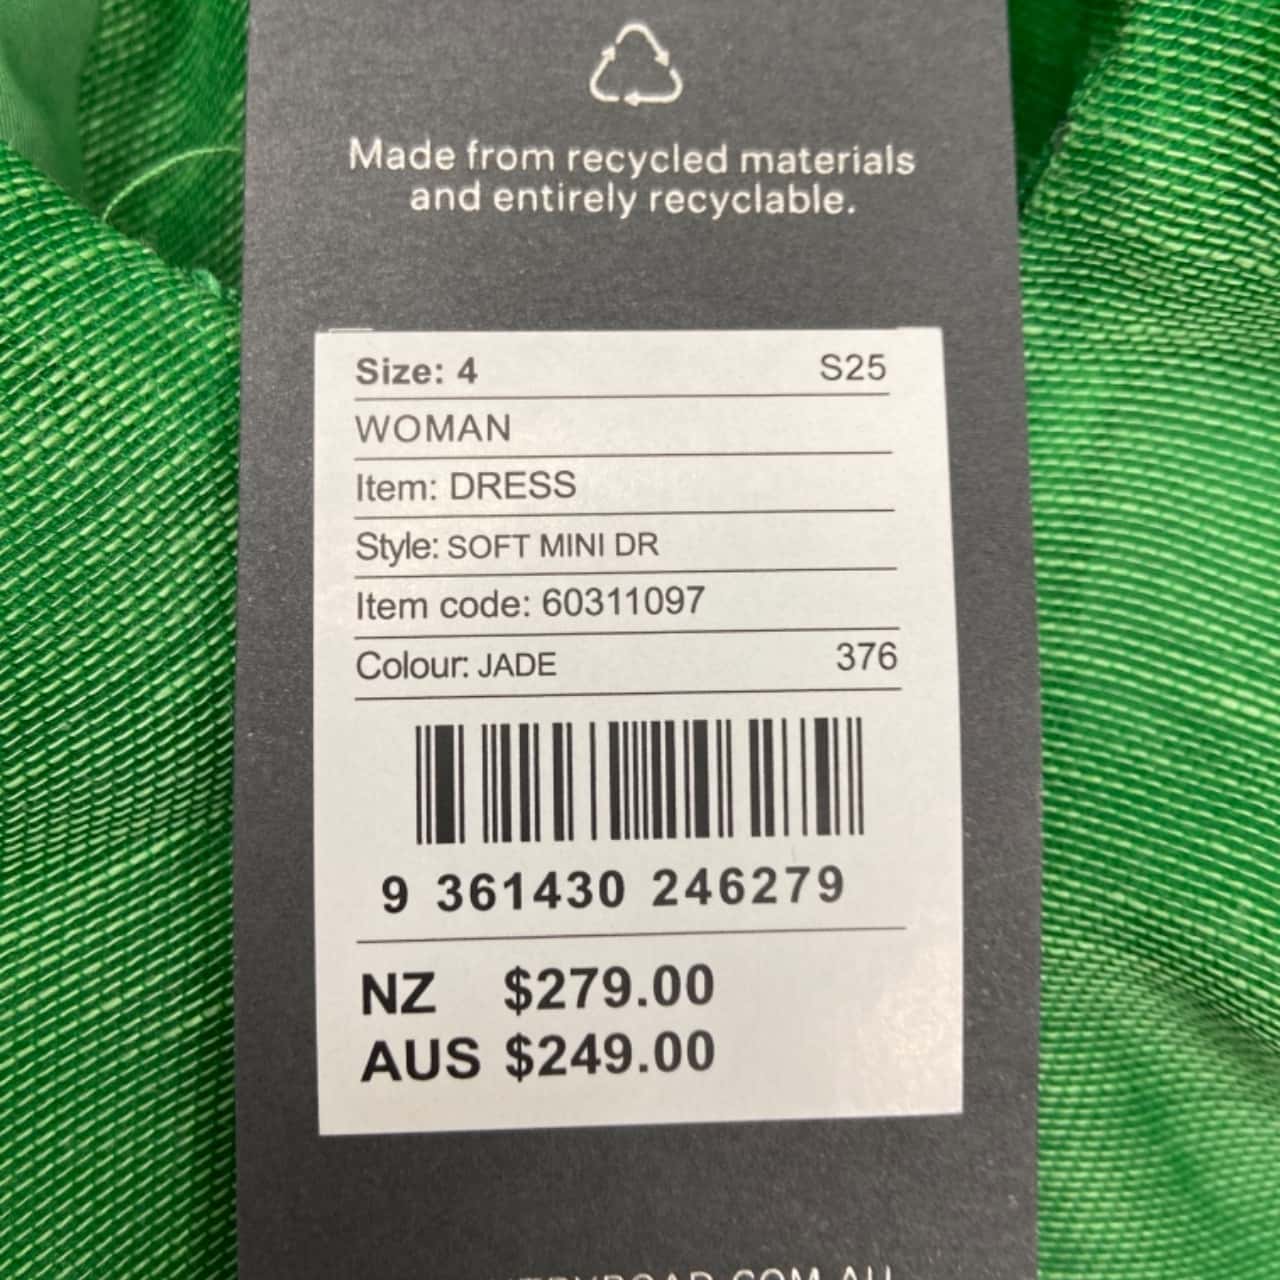 Made from recycled materials
and entirely recyclable.
Size: 4 S25
WOMAN
Item: DRESS
Style: SOFT MINI DR
Item code: 60311097
Colour: JADE 376
9 361430 246279
NZ $279.00
AUS $249.00